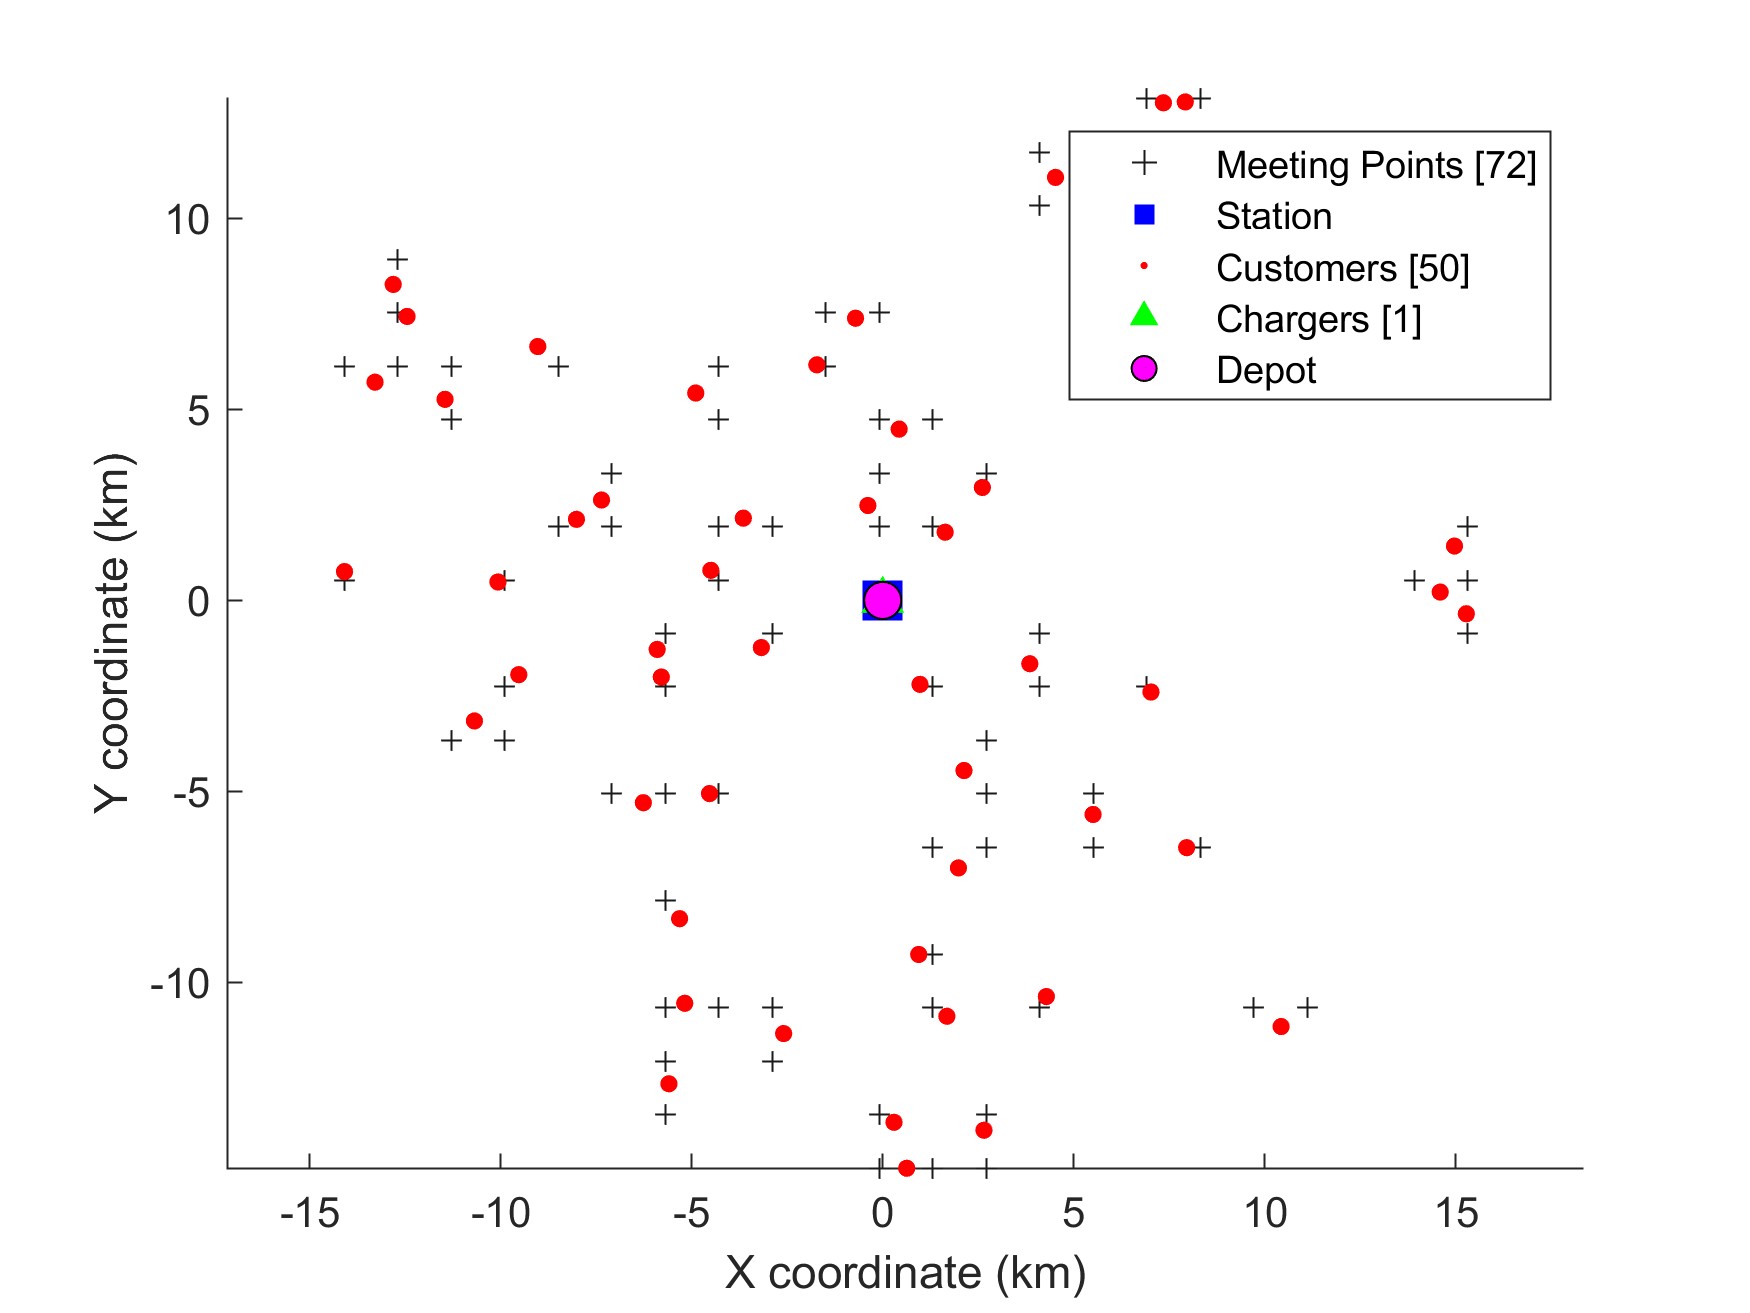 Meeting Points [72]
Station
Customers [50]
Chargers [1]
Depot
10
5
0
-5
-10
Y coordinate (km)
-15 -10 -5 0 5 10 15
X coordinate (km)